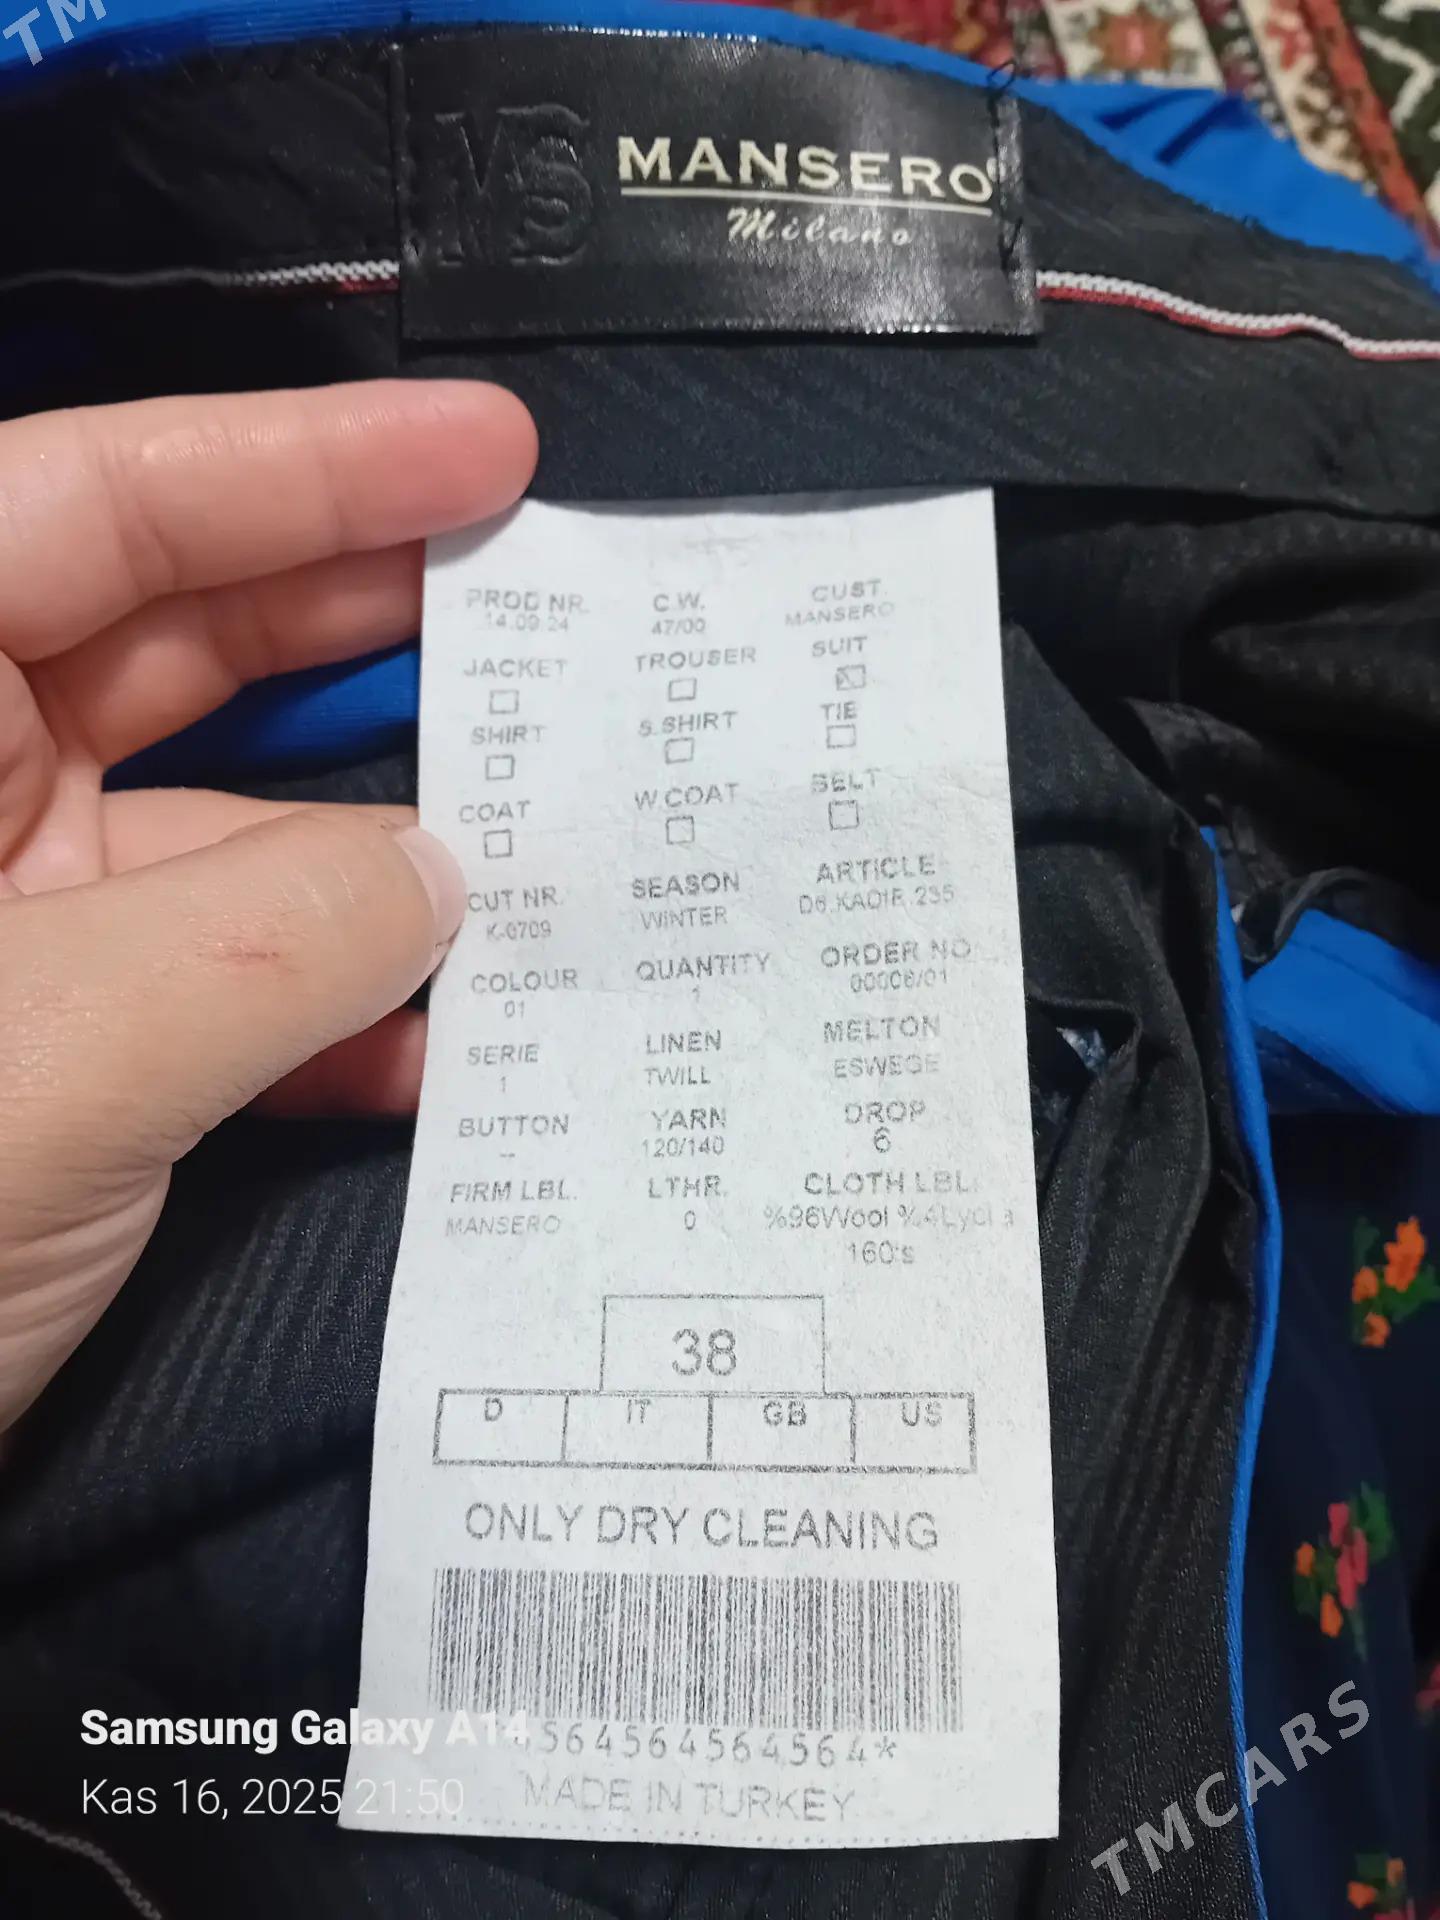 TM
MS MANSERO
Milano
PROD NR. C.W. CUST.
14.09.24 47/00 MANSERO
JACKET TROUSER SUIT
SHIRT S.SHIRT TIE
COAT W.COAT BELT
CUT NR. SEASON ARTICLE
K-0709 WINTER
COLOUR QUANTITY ORDER NO
01 1 00006/01
SERIE LINEN MELTON
1 TWILL ESWEGE
BUTTON YARN DROP
-- 120/140 6
FIRM LBL. LTHR. CLOTH LBL.
MANSERO 0 %96Wool %4Lycra
160's
38
D IT GB US
ONLY DRY CLEANING
564564564564*
MADE IN TURKEY
Samsung Galaxy A14
Kas 16, 2025 21:50
TMCARS